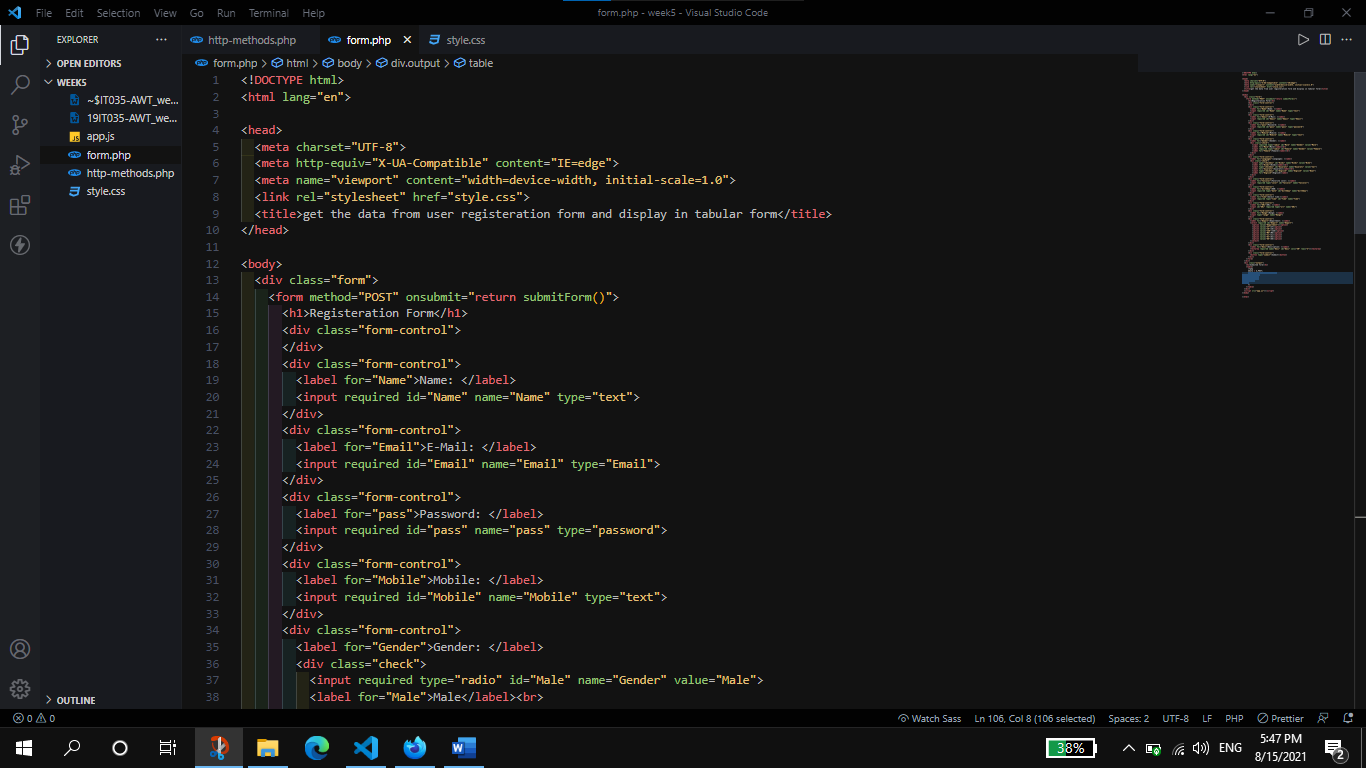 File Edit Selection View Go Run Terminal Help form.php - week5 - Visual Studio Code
EXPLORER
OPEN EDITORS
WEEK5
~$IT035-AWT_we...
19IT035-AWT_we...
app.js
form.php
http-methods.php
style.css
OUTLINE
http-methods.php form.php style.css
form.php > html > body > div.output > table
1 <!DOCTYPE html>
2 <html lang="en">
3
4 <head>
5 <meta charset="UTF-8">
6 <meta http-equiv="X-UA-Compatible" content="IE=edge">
7 <meta name="viewport" content="width=device-width, initial-scale=1.0">
8 <link rel="stylesheet" href="style.css">
9 <title>get the data from user registeration form and display in tabular form</title>
10 </head>
11
12 <body>
13 <div class="form">
14 <form method="POST" onsubmit="return submitForm()">
15 <h1>Registeration Form</h1>
16 <div class="form-control">
17 </div>
18 <div class="form-control">
19 <label for="Name">Name: </label>
20 <input required id="Name" name="Name" type="text">
21 </div>
22 <div class="form-control">
23 <label for="Email">E-Mail: </label>
24 <input required id="Email" name="Email" type="Email">
25 </div>
26 <div class="form-control">
27 <label for="pass">Password: </label>
28 <input required id="pass" name="pass" type="password">
29 </div>
30 <div class="form-control">
31 <label for="Mobile">Mobile: </label>
32 <input required id="Mobile" name="Mobile" type="text">
33 </div>
34 <div class="form-control">
35 <label for="Gender">Gender: </label>
36 <div class="check">
37 <input required type="radio" id="Male" name="Gender" value="Male">
38 <label for="Male">Male</label><br>
0 0 Watch Sass Ln 106, Col 8 (106 selected) Spaces: 2 UTF-8 LF PHP Prettier
38% ENG 5:47 PM
8/15/2021 2